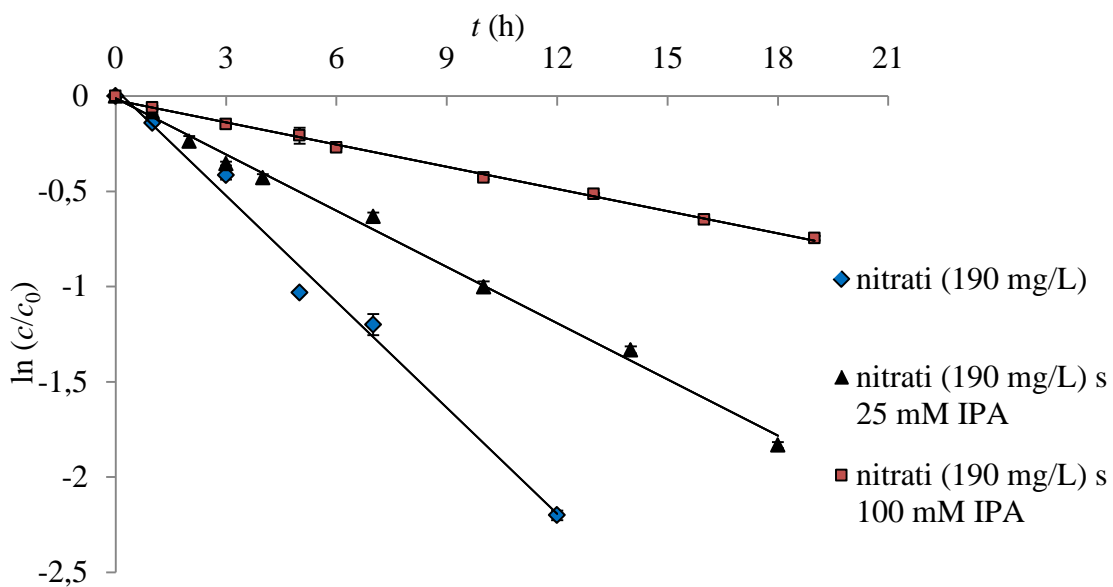 t (h)
0 3 6 9 12 15 18 21
0
-0,5
-1
-1,5
-2
-2,5
ln (c/c0)
nitrati (190 mg/L)
nitrati (190 mg/L) s
25 mM IPA
nitrati (190 mg/L) s
100 mM IPA